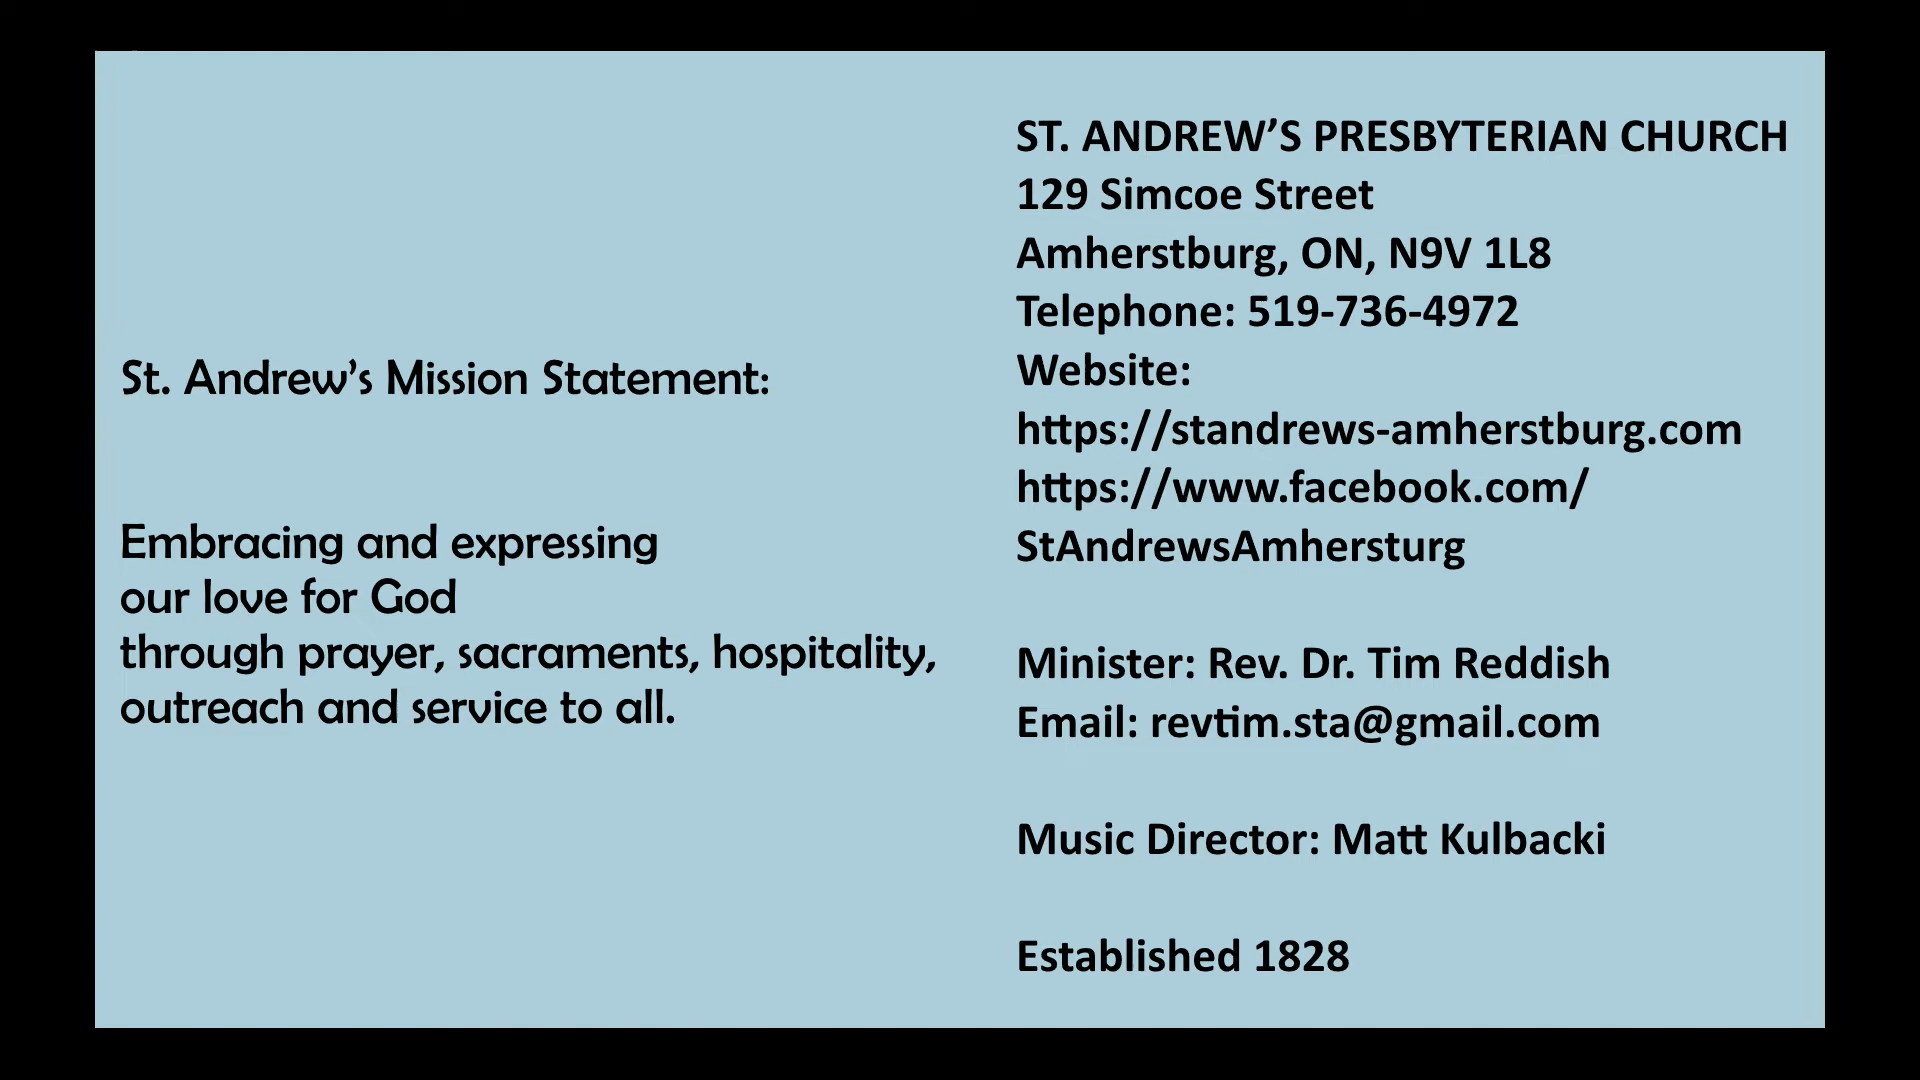 St. Andrew’s Mission Statement:
Embracing and expressing
our love for God
through prayer, sacraments, hospitality,
outreach and service to all.
ST. ANDREW’S PRESBYTERIAN CHURCH
129 Simcoe Street
Amherstburg, ON, N9V 1L8
Telephone: 519-736-4972
Website:
https://standrews-amherstburg.com
https://www.facebook.com/
StAndrewsAmhersturg
Minister: Rev. Dr. Tim Reddish
Email: revtim.sta@gmail.com
Music Director: Matt Kulbacki
Established 1828